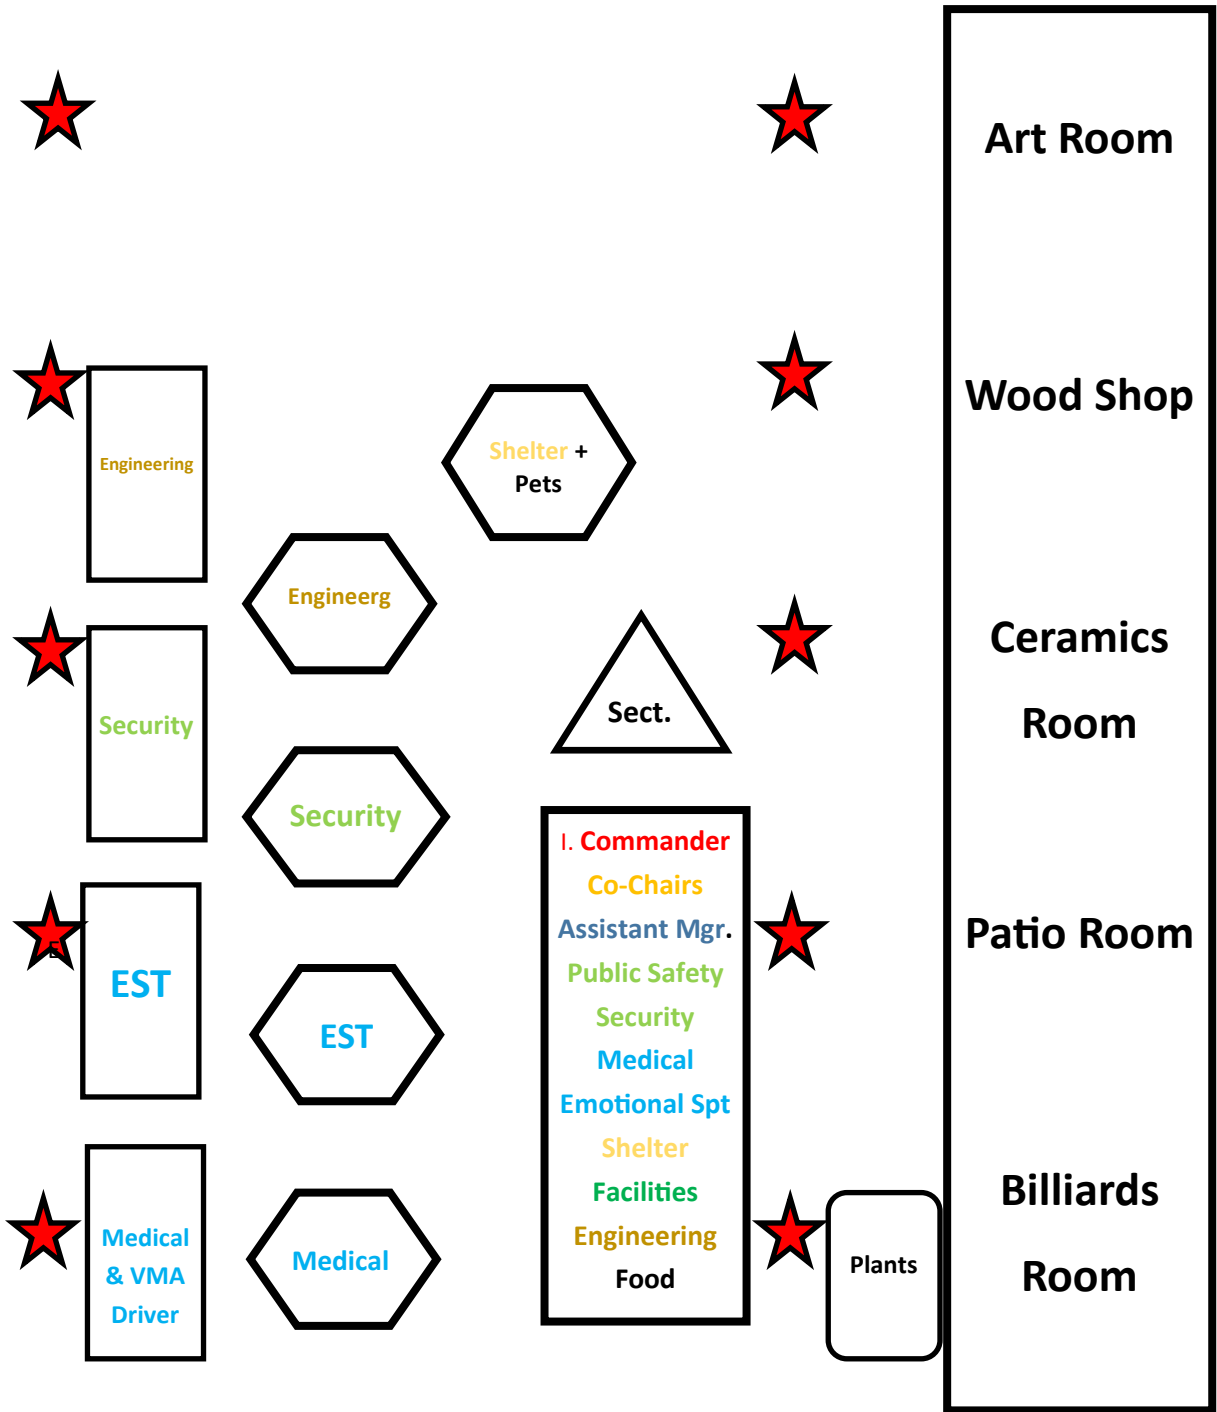 Art Room
Wood Shop
Engineering
Shelter +
Pets
Engineerg
Ceramics
Room
Security
Sect.
Security
I. Commander
Co-Chairs
Assistant Mgr.
Public Safety
Security
Medical
Emotional Spt
Shelter
Facilities
Engineering
Food
Patio Room
E
EST
EST
Billiards
Room
Medical
& VMA
Driver
Medical
Plants